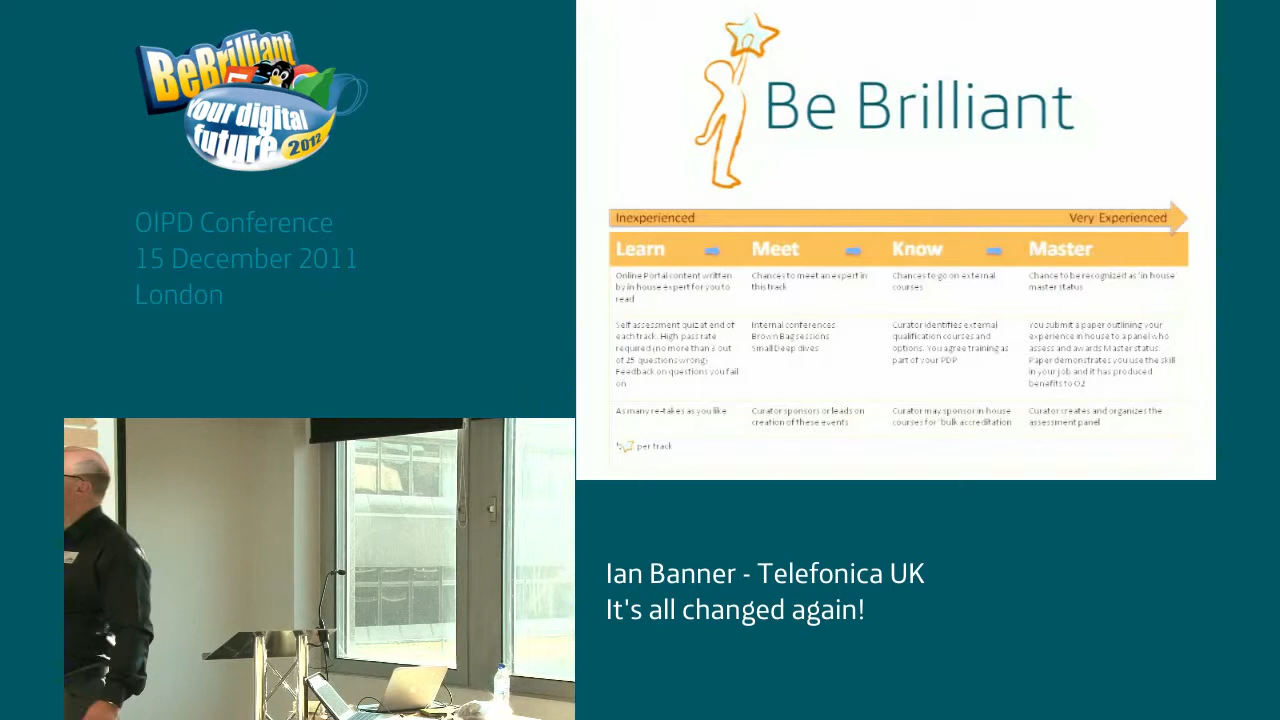 BeBrilliant
Your digital
future
2012
OIPD Conference
15 December 2011
London
Be Brilliant
Inexperienced
Very Experienced
Learn
Meet
Know
Master
Online Portal content written
by in house expert for you to
read
Chances to meet an expert in
this track
Chances to go on external
courses
Chance to be recognized as 'in house'
master status
Self assessment quiz at end of
each track. High pass rate
required (no more than 3 out
of 25 questions wrong)
Feedback on questions you fail
on
Internal conferences
Brown Bag sessions
Small Deep dives
Curator identifies external
qualification courses and
options. You agree training as
part of your PDP
You submit a paper outlining your
experience in house to a panel who
assess and awards Master status.
Paper demonstrates you use the skill
in your job and it has produced
benefits to O2
As many re-takes as you like
Curator sponsors or leads on
creation of these events
Curator may sponsor in-house
courses for 'bulk accreditation
Curator creates and organizes the
assessment panel
per track
Ian Banner - Telefonica UK
It's all changed again!